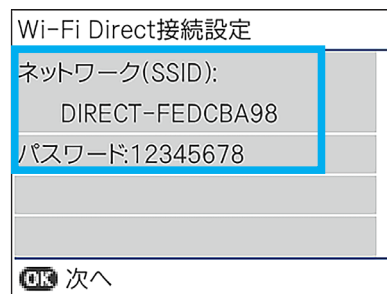 Wi-Fi Direct接続設定
ネットワーク(SSID):
DIRECT-FEDCBA98
パスワード:12345678
OK 次へ